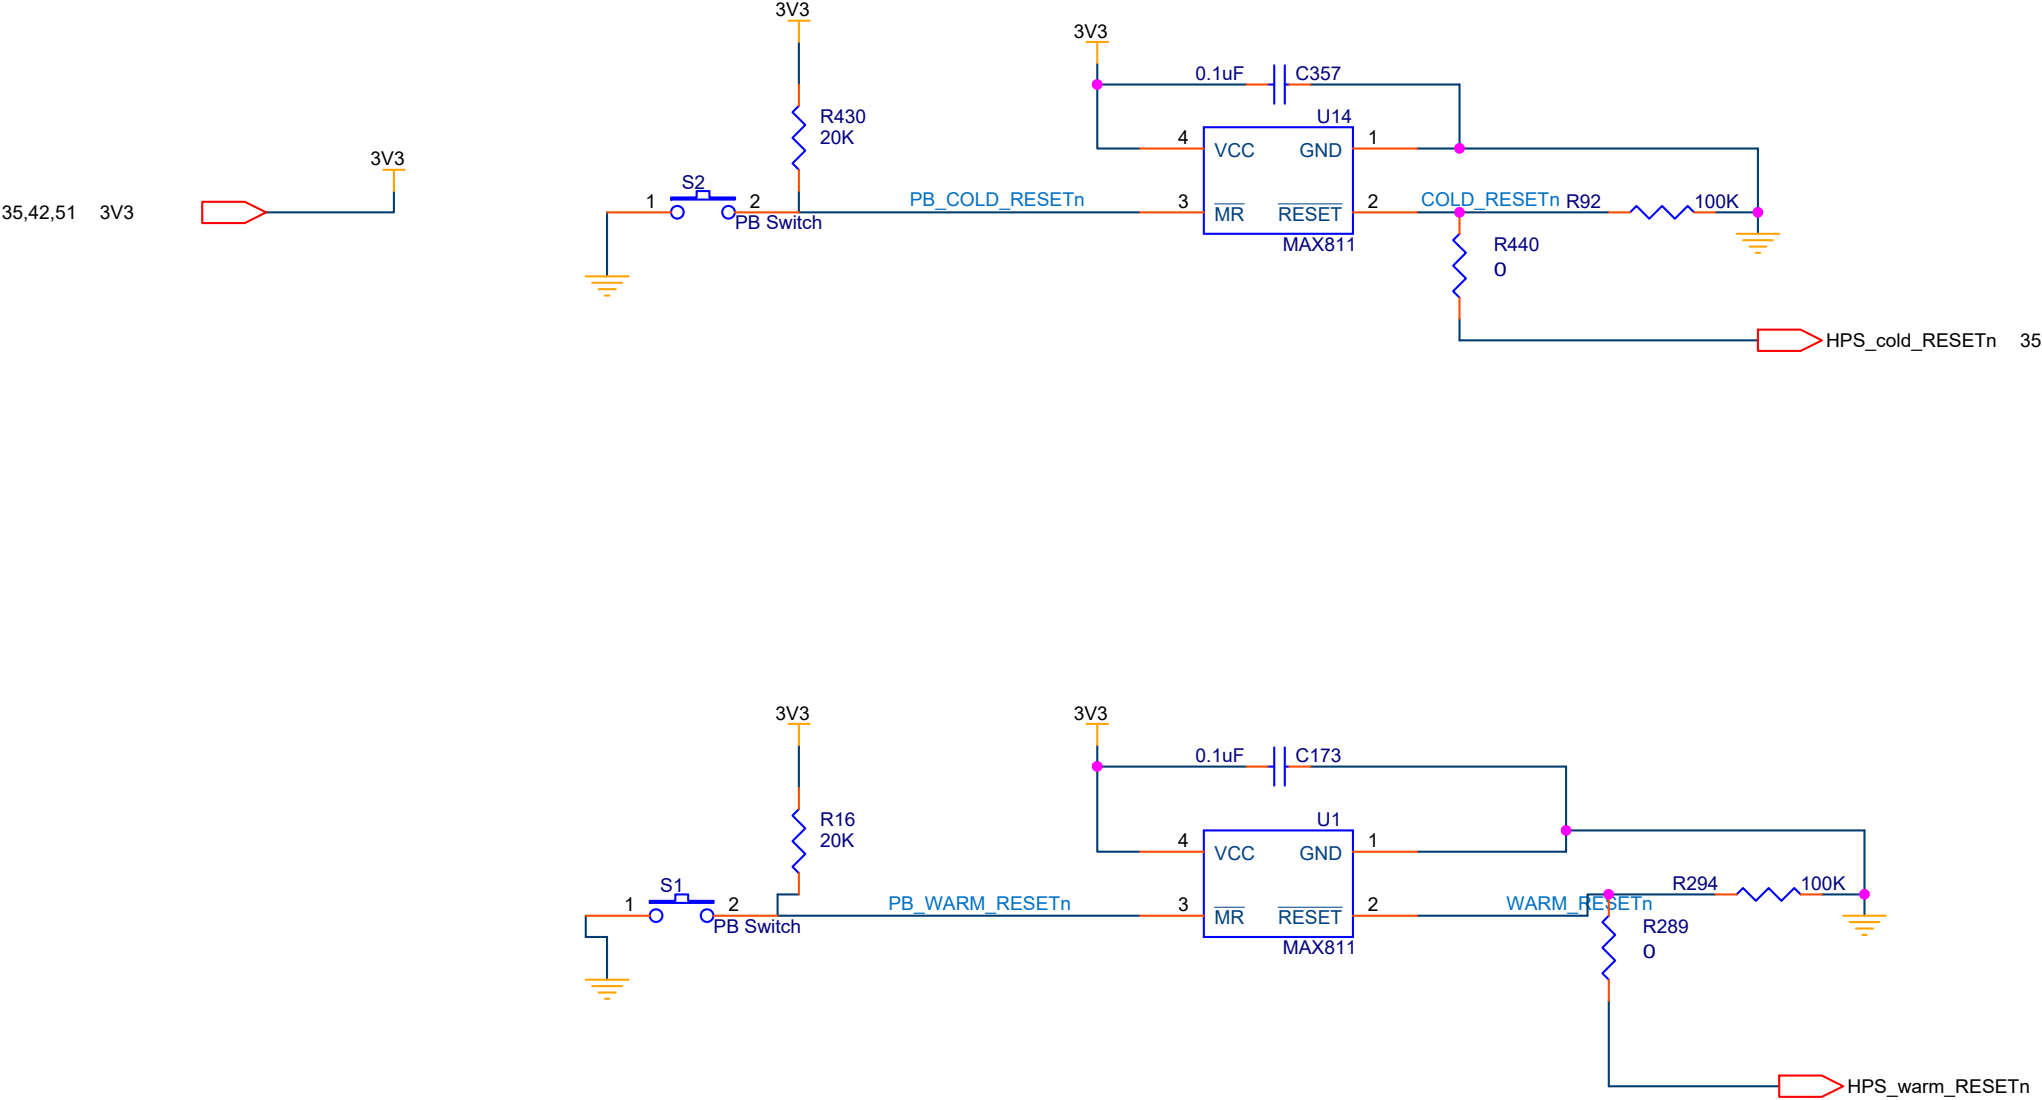 3V3
3V3
0.1uF C357
R430
20K
U14
4 VCC GND 1
3V3
S2
1 2
PB Switch
PB_COLD_RESETn
3 MR RESET 2
COLD_RESETn R92 100K
35,42,51 3V3
MAX811
R440
0
HPS_cold_RESETn 35
3V3
3V3
0.1uF C173
R16
20K
U1
4 VCC GND 1
S1
1 2
PB Switch
PB_WARM_RESETn
3 MR RESET 2
WARM_RESETn
R294 100K
MAX811
R289
0
HPS_warm_RESETn